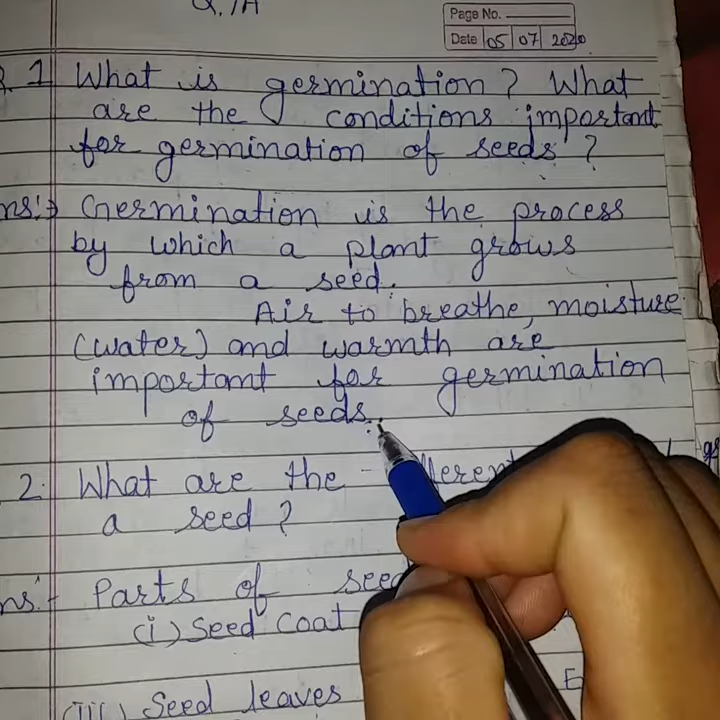 Q./A
Page No.
Date 05 07 2020
Q.1 What is germination? What
are the conditions important
for germination of seeds ?
Ans:→ Germination is the process
by which a plant grows
from a seed.
Air to breathe, moisture
(water) and warmth are
important for germination
of seeds.
2. What are the
a seed ?
Ans:- Parts of
(i) Seed Coat
(iii) Seed leaves